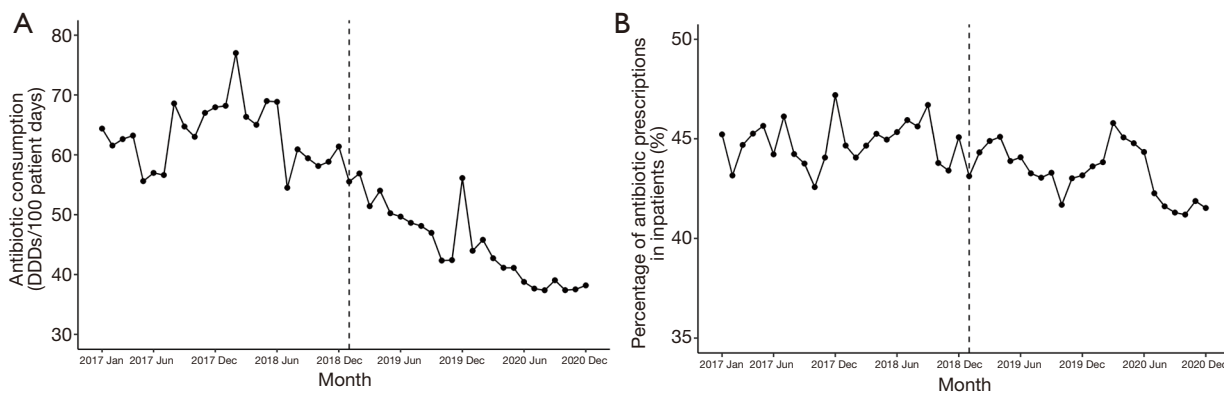 A
Antibiotic consumption
(DDDs/100 patient days)
80
70
60
50
40
30
2017 Jan 2017 Jun 2017 Dec 2018 Jun 2018 Dec 2019 Jun 2019 Dec 2020 Jun 2020 Dec
Month
B
Percentage of antibiotic prescriptions
in inpatients (%)
50
45
40
35
2017 Jan 2017 Jun 2017 Dec 2018 Jun 2018 Dec 2019 Jun 2019 Dec 2020 Jun 2020 Dec
Month